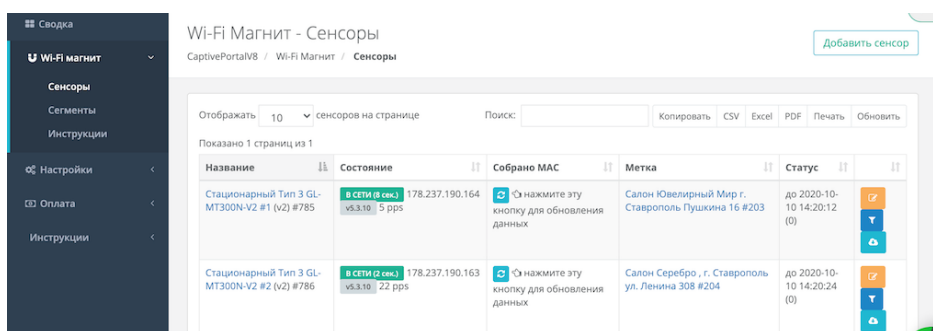 Сводка
Wi-Fi магнит
Сенсоры
Сегменты
Инструкции
Настройки
Оплата
Инструкции
Wi-Fi Магнит - Сенсоры
CaptivePortalV8 / Wi-Fi Магнит / Сенсоры
Добавить сенсор
Отображать 10 сенсоров на странице
Поиск:
Копировать CSV Excel PDF Печать Обновить
Показано 1 страниц из 1
Название Состояние Собрано MAC Метка Статус
Стационарный Тип 3 GL-
MT300N-V2 #1 (v2) #785
В СЕТИ (8 сек.) 178.237.190.164
v5.3.10 5 pps
нажмите эту
кнопку для обновления
данных
Салон Ювелирный Мир г.
Ставрополь Пушкина 16 #203
до 2020-10-
10 14:20:12
(0)
Стационарный Тип 3 GL-
MT300N-V2 #2 (v2) #786
В СЕТИ (2 сек.) 178.237.190.163
v5.3.10 22 pps
нажмите эту
кнопку для обновления
данных
Салон Серебро , г. Ставрополь
ул. Ленина 308 #204
до 2020-10-
10 14:20:24
(0)